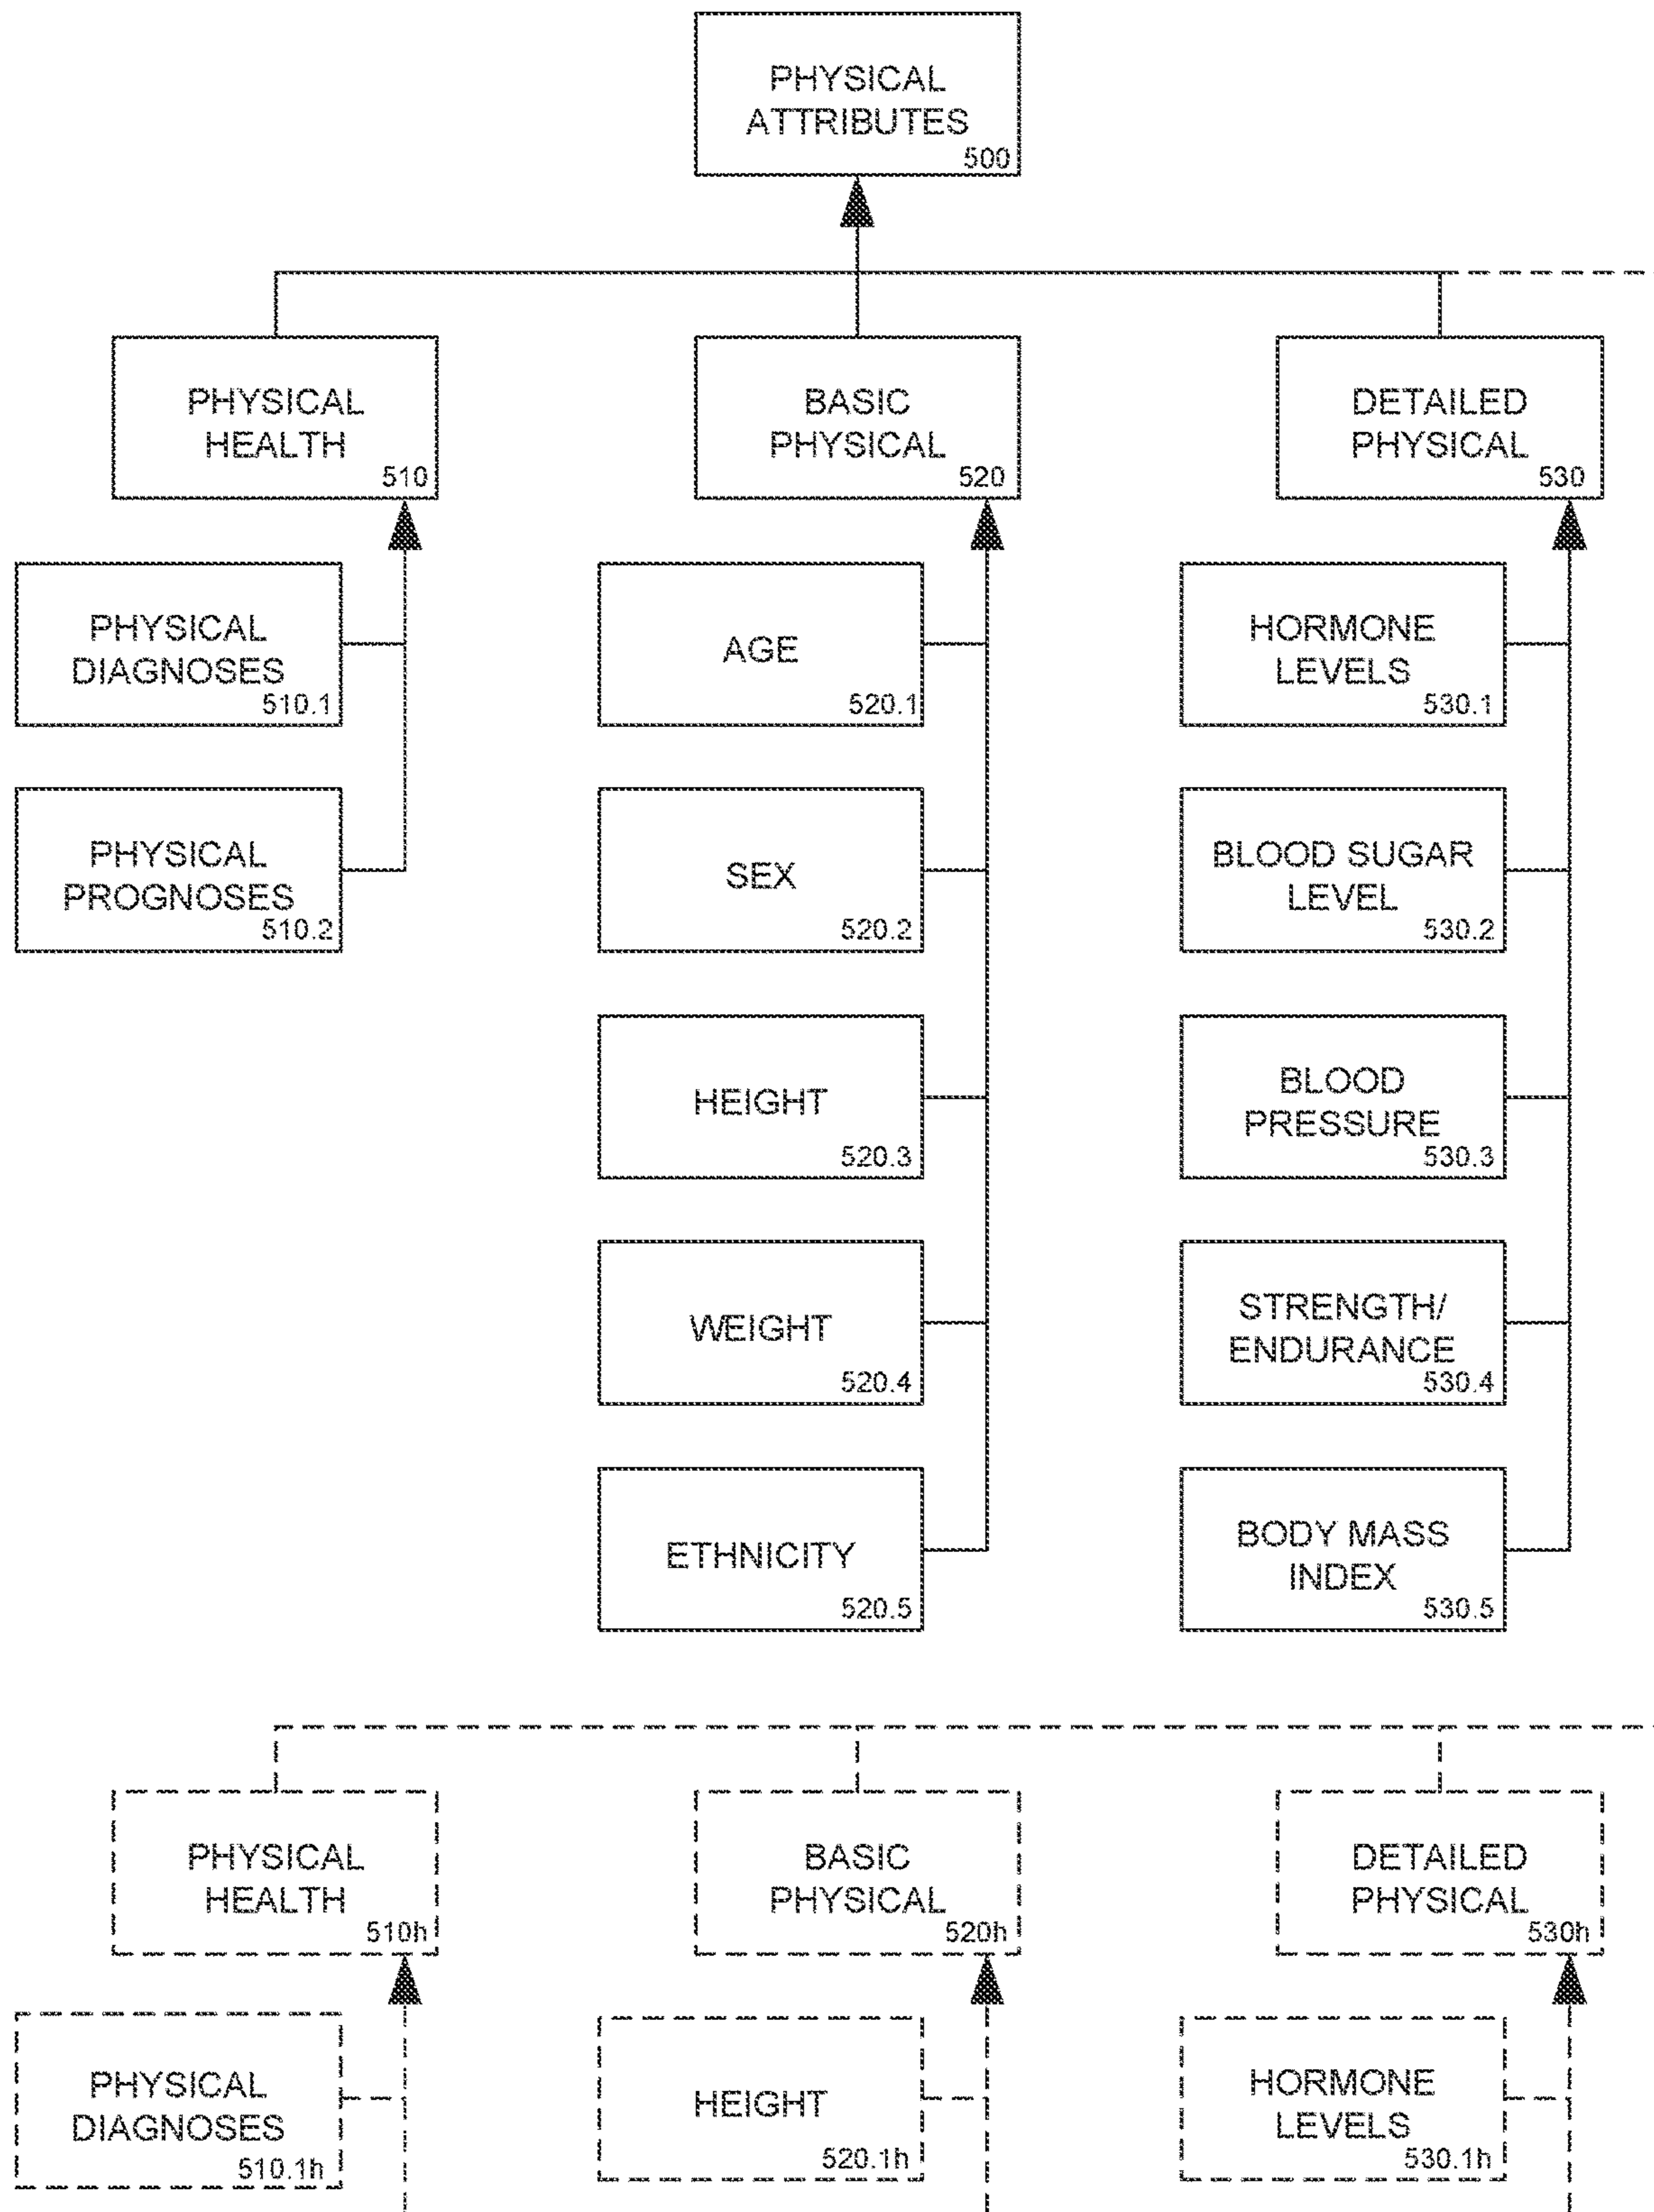 PHYSICAL
ATTRIBUTES
500
PHYSICAL
HEALTH
510
BASIC
PHYSICAL
520
DETAILED
PHYSICAL
530
PHYSICAL
DIAGNOSES
510.1
AGE
520.1
HORMONE
LEVELS
530.1
PHYSICAL
PROGNOSES
510.2
SEX
520.2
BLOOD SUGAR
LEVEL
530.2
HEIGHT
520.3
BLOOD
PRESSURE
530.3
WEIGHT
520.4
STRENGTH/
ENDURANCE
530.4
ETHNICITY
520.5
BODY MASS
INDEX
530.5
PHYSICAL
HEALTH
510h
BASIC
PHYSICAL
520h
DETAILED
PHYSICAL
530h
PHYSICAL
DIAGNOSES
510.1h
HEIGHT
520.1h
HORMONE
LEVELS
530.1h